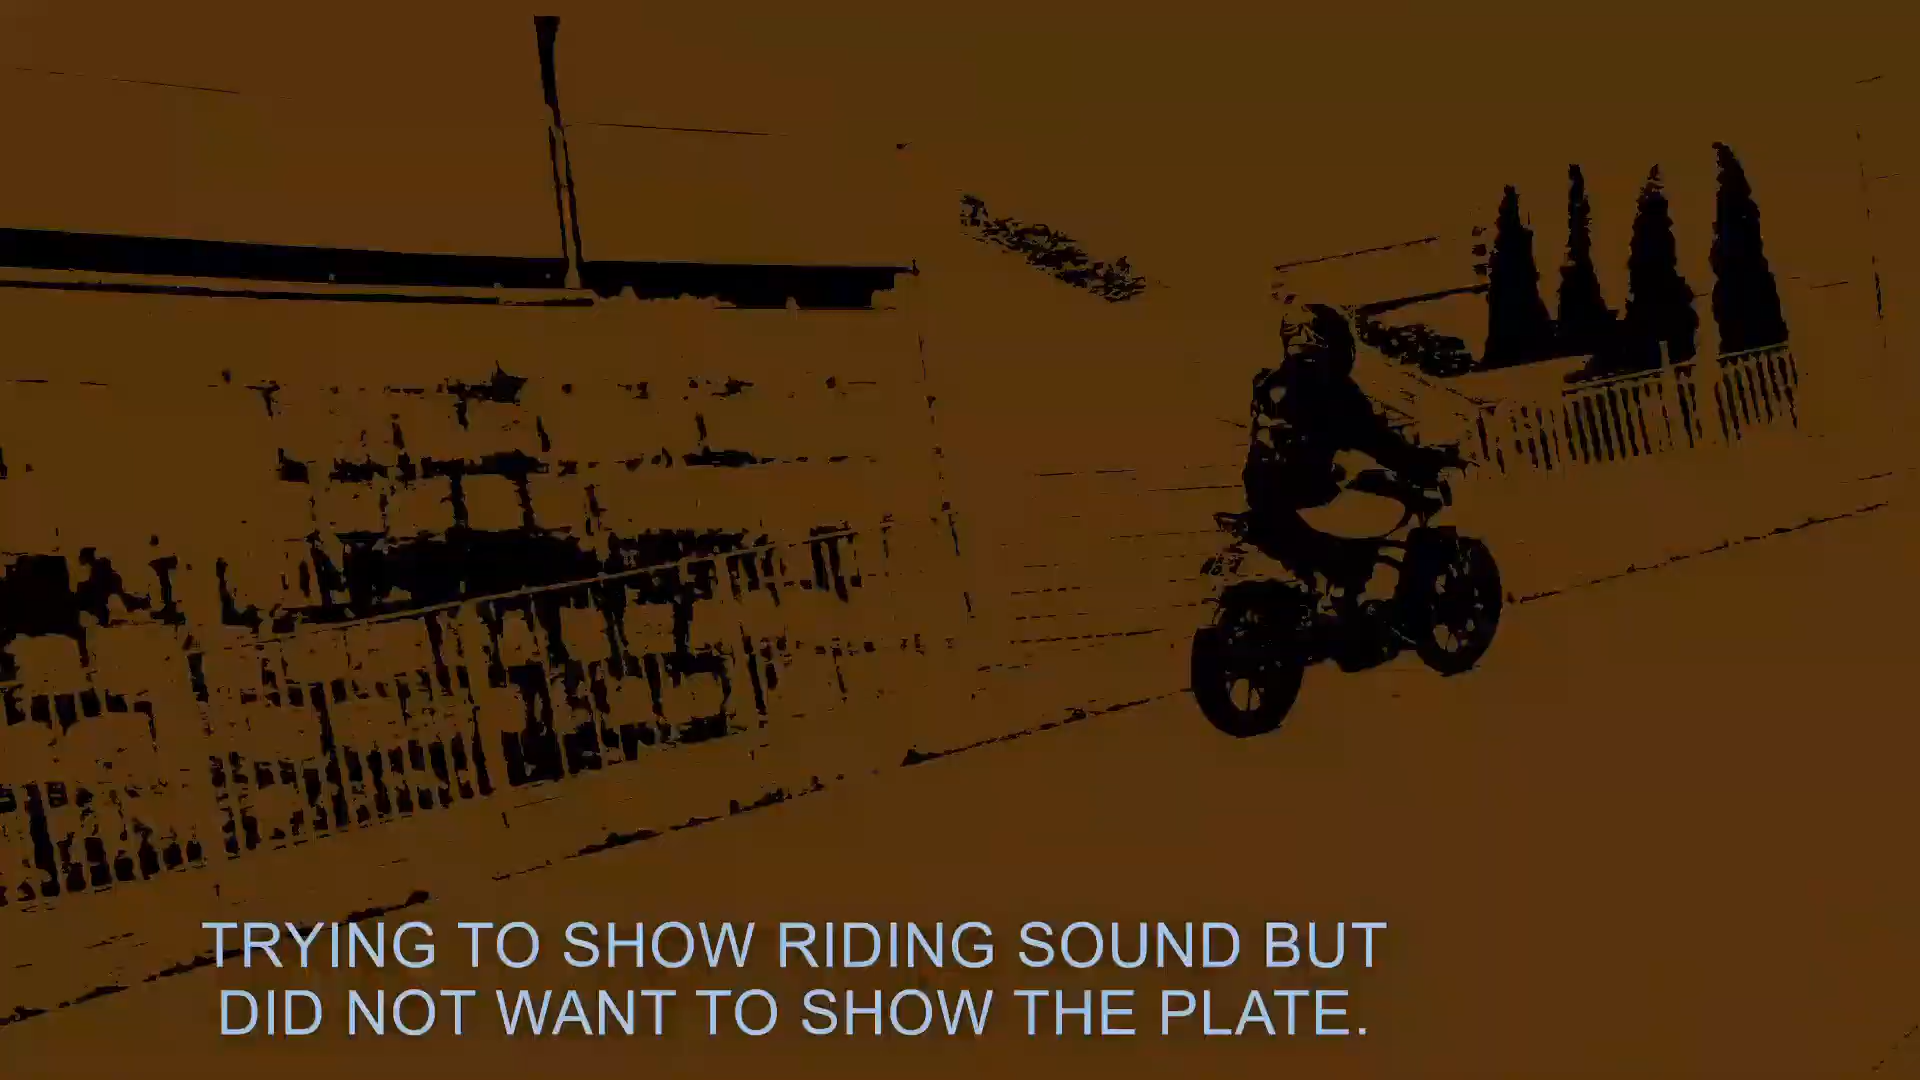 TRYING TO SHOW RIDING SOUND BUT
DID NOT WANT TO SHOW THE PLATE.